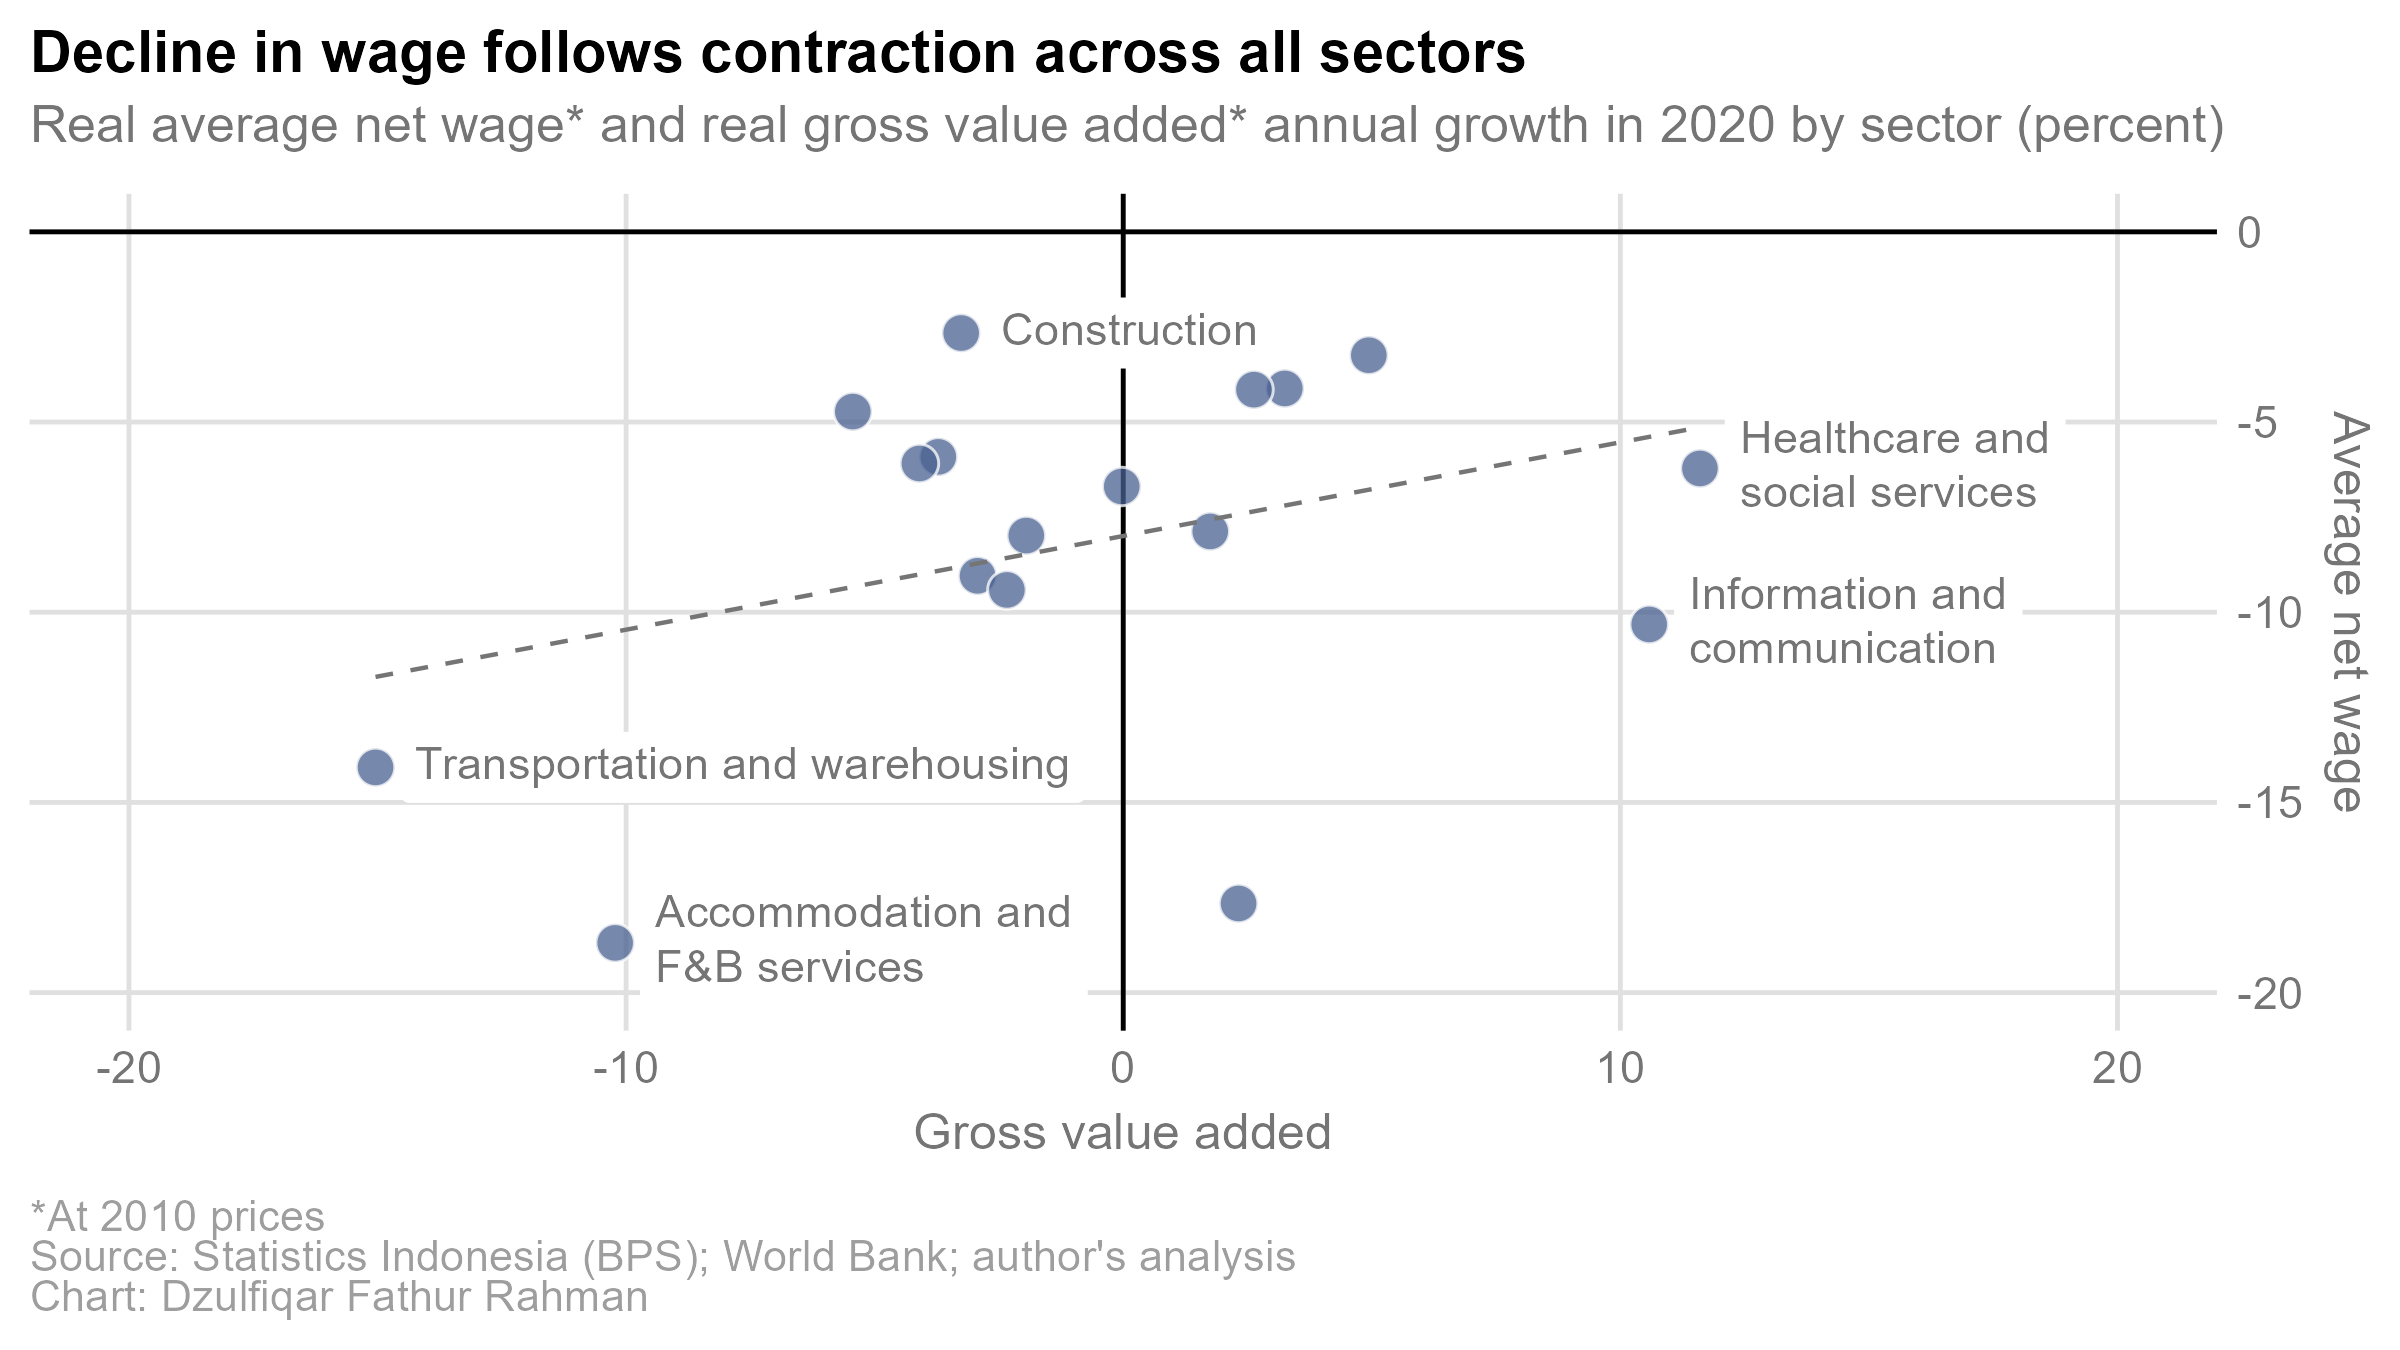 Decline in wage follows contraction across all sectors
Real average net wage* and real gross value added* annual growth in 2020 by sector (percent)
0
Construction
-5
Healthcare and
social services
Information and
communication
-10
Transportation and warehousing
-15
Accommodation and
F&B services
-20
Average net wage
-20
-10
0
10
20
Gross value added
*At 2010 prices
Source: Statistics Indonesia (BPS); World Bank; author's analysis
Chart: Dzulfiqar Fathur Rahman